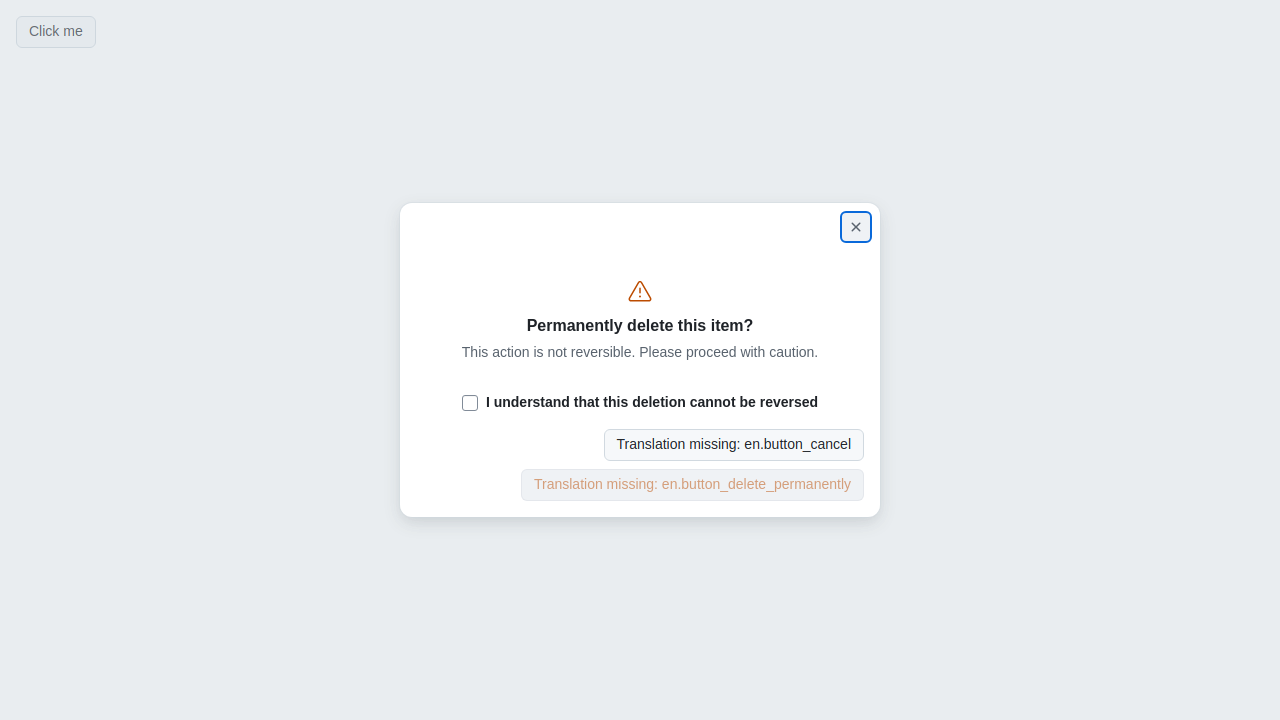 Click me
Permanently delete this item?
This action is not reversible. Please proceed with caution.
I understand that this deletion cannot be reversed
Translation missing: en.button_cancel
Translation missing: en.button_delete_permanently